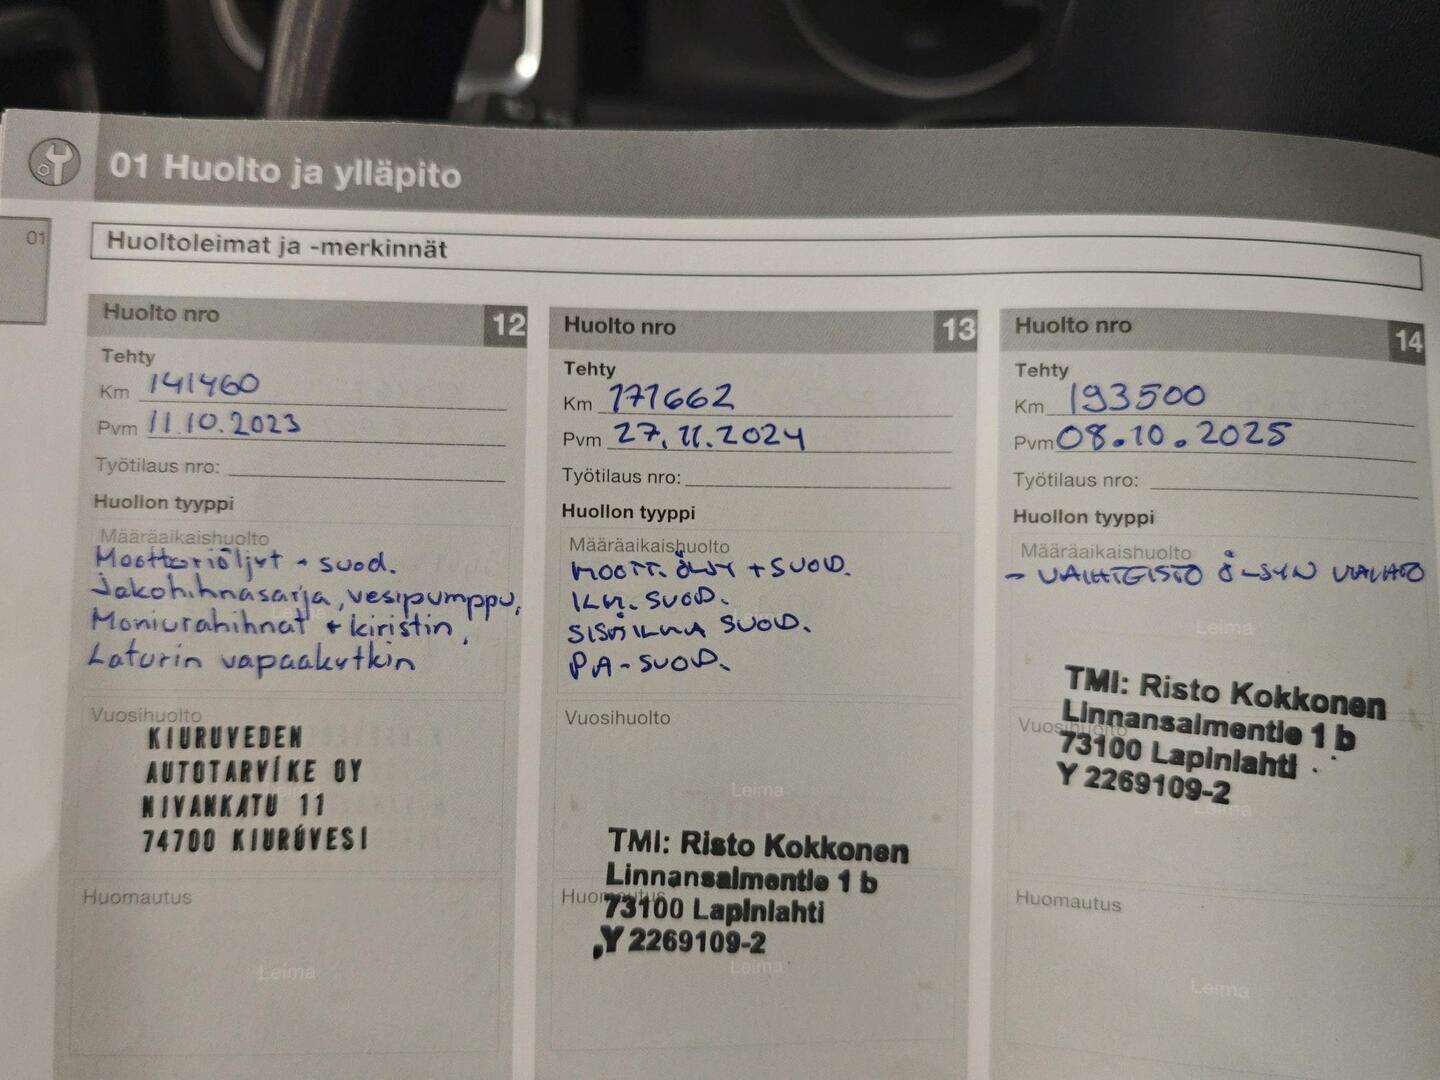 01 Huolto ja ylläpito
01
Huoltoleimat ja -merkinnät
Huolto nro 12
Tehty
Km 141460
Pvm 11.10.2023
Työtilaus nro:
Huollon tyyppi
Määräaikaishuolto
Moottoriöljyt + suod.
Jakohihnasarja, vesipumppu,
Moniurahihnat + kiristin,
Laturin vapaakytkin
Vuosihuolto
KIURUVEDEN
AUTOTARVIKE OY
NIVANKATU 11
74700 KIURUVESI
Huomautus
Leima
Huolto nro 13
Tehty
Km 171662
Pvm 27.11.2024
Työtilaus nro:
Huollon tyyppi
Määräaikaishuolto
MOOTT. ÖLJY + SUOD.
ILM. SUOD.
SISÄILMA SUOD.
PA-SUOD.
Vuosihuolto
Leima
TMI: Risto Kokkonen
Linnansalmentie 1 b
Huomautus
73100 Lapinlahti
Y 2269109-2
Leima
Huolto nro 14
Tehty
Km 193500
Pvm 08.10.2025
Työtilaus nro:
Huollon tyyppi
Määräaikaishuolto
- VAIHTEISTO ÖLJYN VAIHTO
Leima
TMI: Risto Kokkonen
Linnansalmentie 1 b
Vuosihuolto
73100 Lapinlahti
Y 2269109-2
Leima
Huomautus
Leima